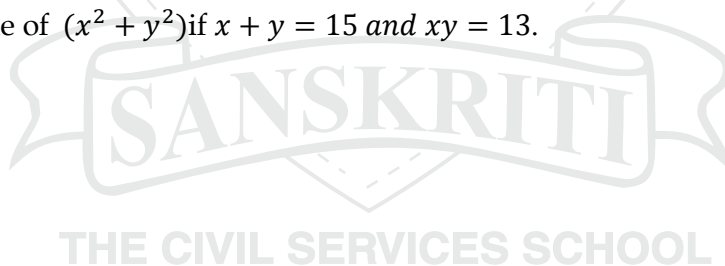 e of (x² + y²)if x + y = 15 and xy = 13.
SANSKRITI
THE CIVIL SERVICES SCHOOL